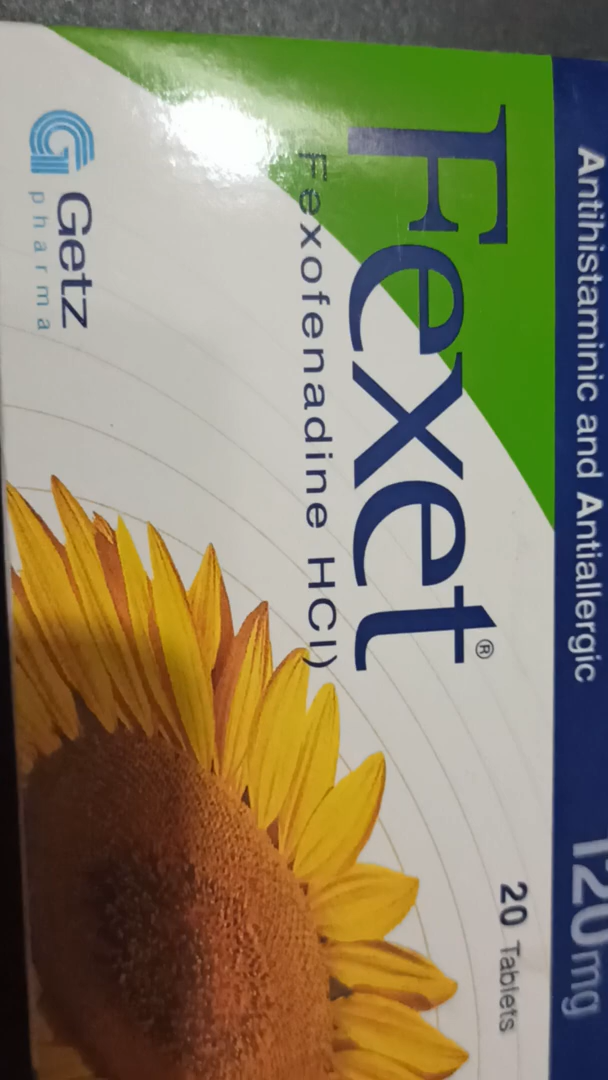 Antihistaminic and Antiallergic
120mg
Fexet®
Fexofenadine HCl)
20 Tablets
Getz
pharma